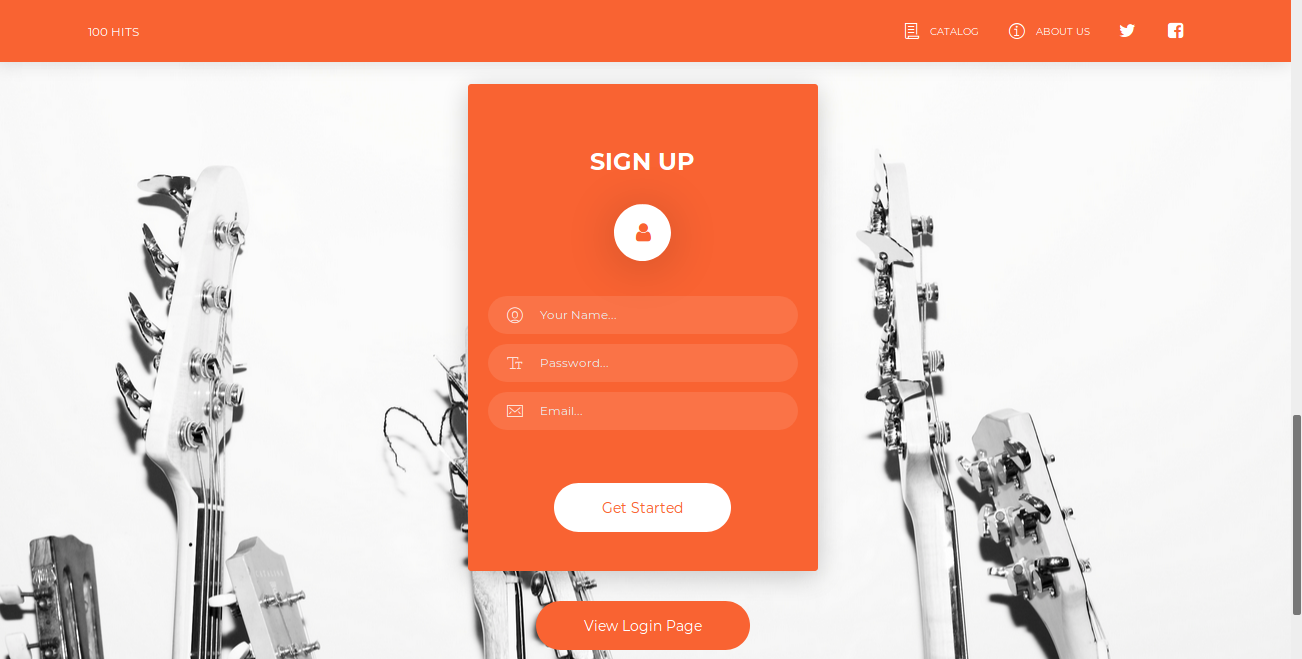 100 HITS
CATALOG
ABOUT US
SIGN UP
Your Name...
Password...
Email...
Get Started
View Login Page